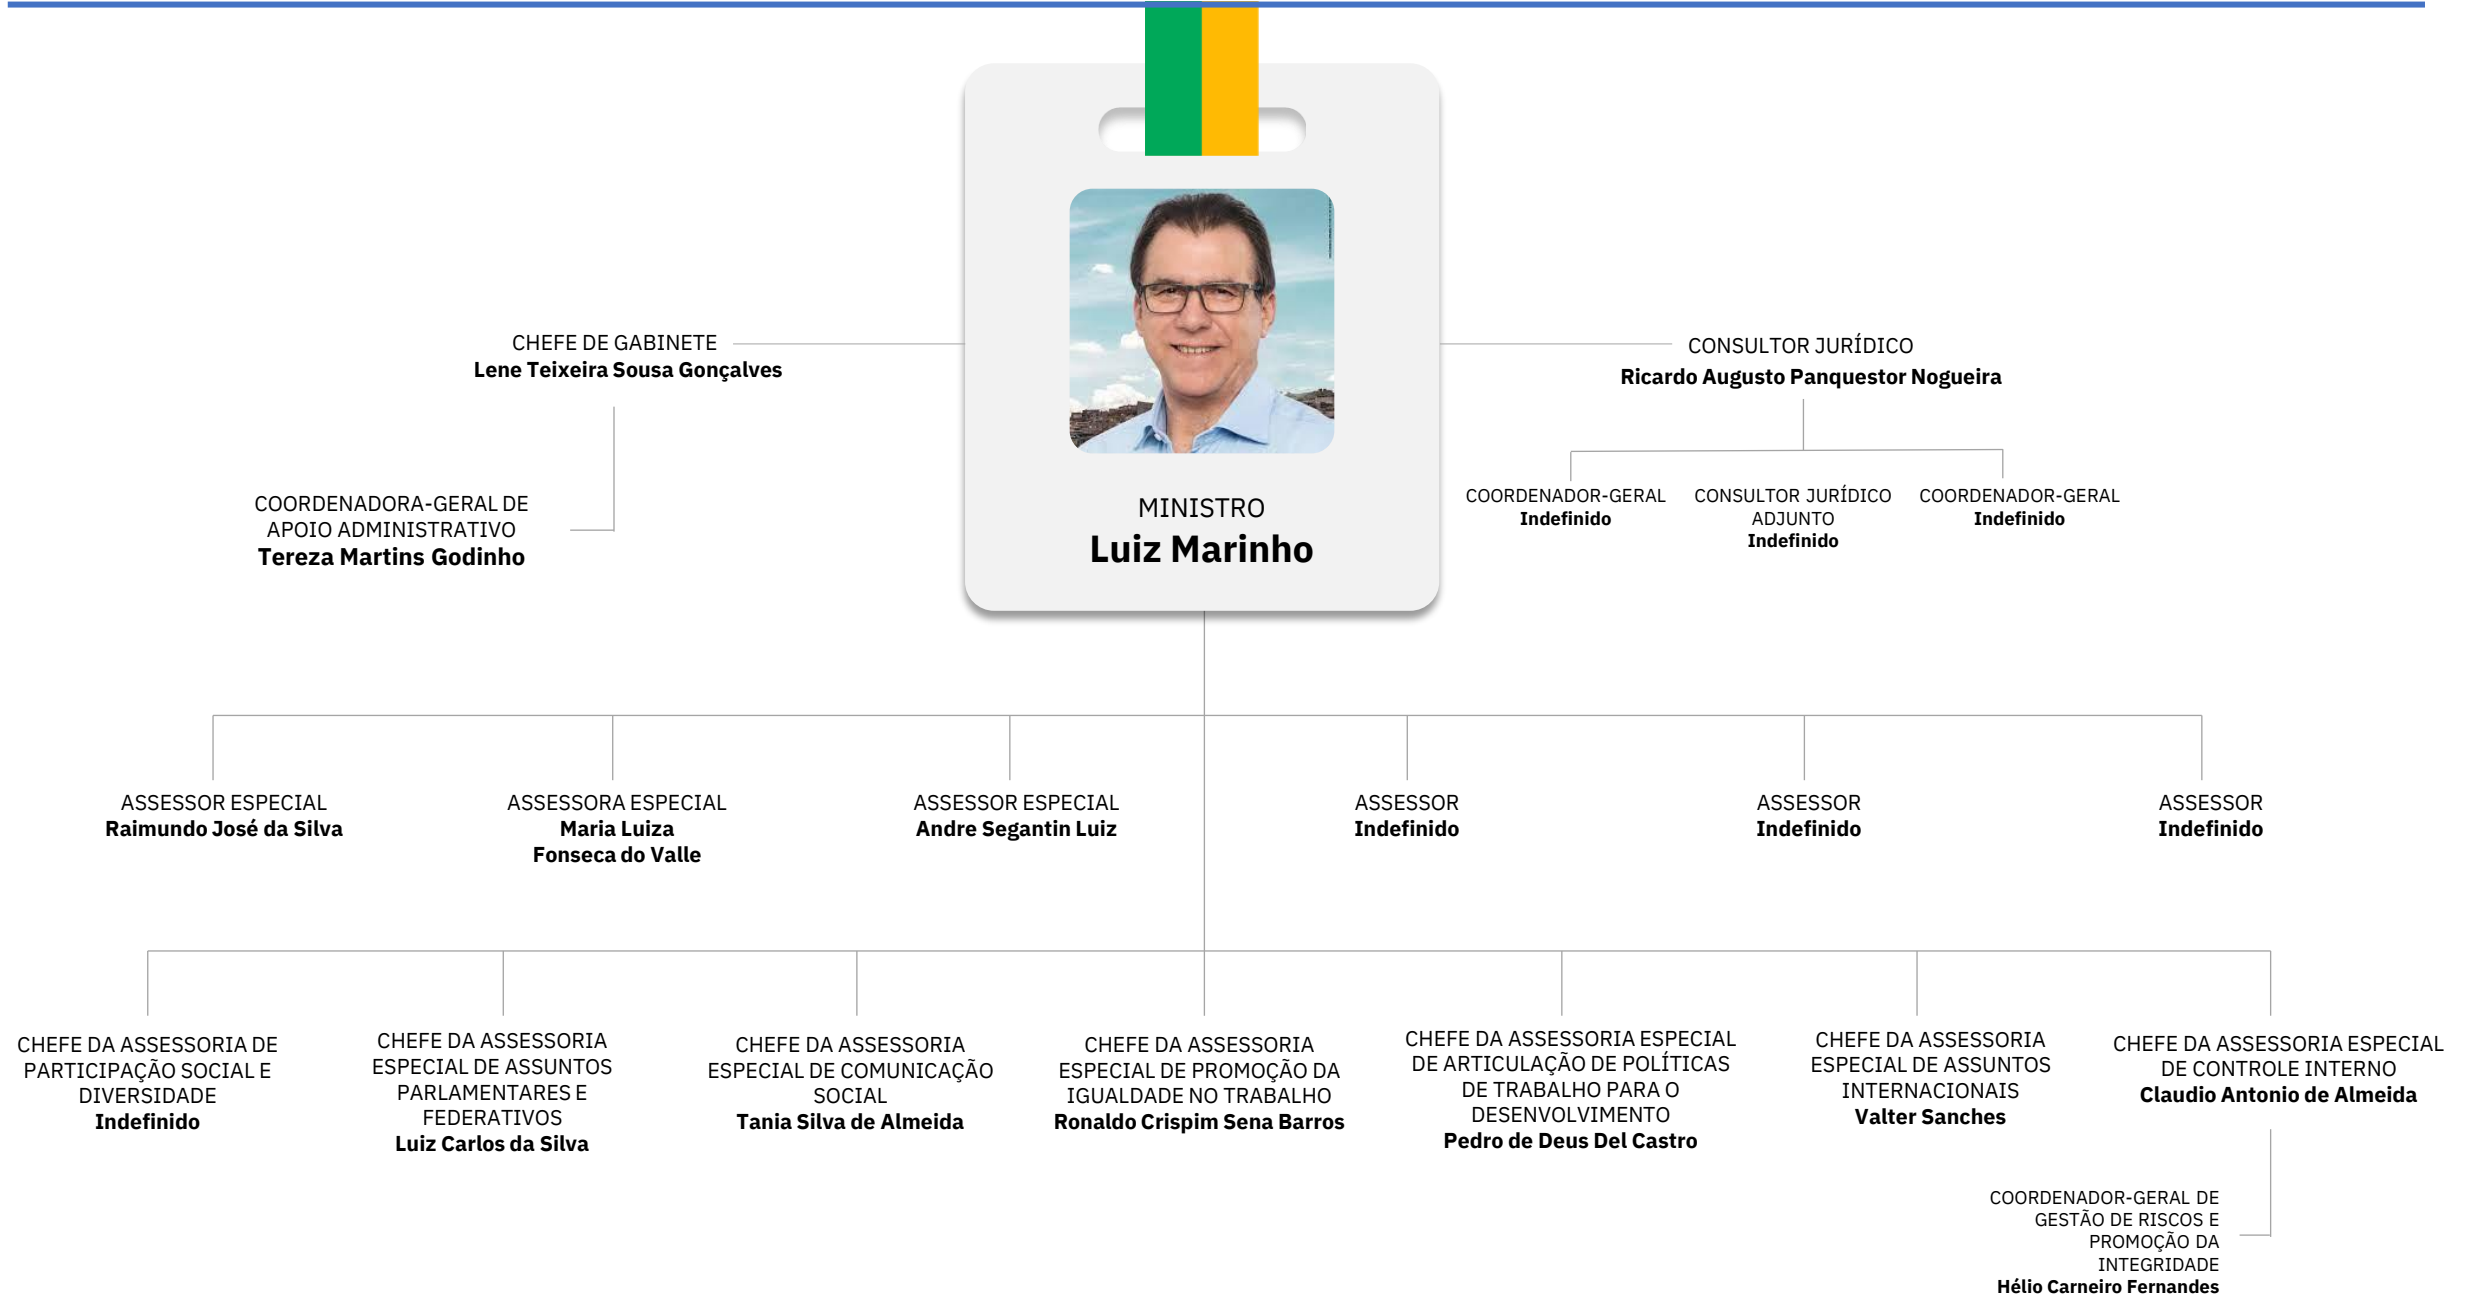 CHEFE DE GABINETE
Lene Teixeira Sousa Gonçalves
CONSULTOR JURÍDICO
Ricardo Augusto Panquestor Nogueira
COORDENADORA-GERAL DE
APOIO ADMINISTRATIVO
Tereza Martins Godinho
MINISTRO
Luiz Marinho
COORDENADOR-GERAL
Indefinido
CONSULTOR JURÍDICO
ADJUNTO
Indefinido
COORDENADOR-GERAL
Indefinido
ASSESSOR ESPECIAL
Raimundo José da Silva
ASSESSORA ESPECIAL
Maria Luiza
Fonseca do Valle
ASSESSOR ESPECIAL
Andre Segantin Luiz
ASSESSOR
Indefinido
ASSESSOR
Indefinido
ASSESSOR
Indefinido
CHEFE DA ASSESSORIA DE
PARTICIPAÇÃO SOCIAL E
DIVERSIDADE
Indefinido
CHEFE DA ASSESSORIA
ESPECIAL DE ASSUNTOS
PARLAMENTARES E
FEDERATIVOS
Luiz Carlos da Silva
CHEFE DA ASSESSORIA
ESPECIAL DE COMUNICAÇÃO
SOCIAL
Tania Silva de Almeida
CHEFE DA ASSESSORIA
ESPECIAL DE PROMOÇÃO DA
IGUALDADE NO TRABALHO
Ronaldo Crispim Sena Barros
CHEFE DA ASSESSORIA ESPECIAL
DE ARTICULAÇÃO DE POLÍTICAS
DE TRABALHO PARA O
DESENVOLVIMENTO
Pedro de Deus Del Castro
CHEFE DA ASSESSORIA
ESPECIAL DE ASSUNTOS
INTERNACIONAIS
Valter Sanches
CHEFE DA ASSESSORIA ESPECIAL
DE CONTROLE INTERNO
Claudio Antonio de Almeida
COORDENADOR-GERAL DE
GESTÃO DE RISCOS E
PROMOÇÃO DA
INTEGRIDADE
Hélio Carneiro Fernandes